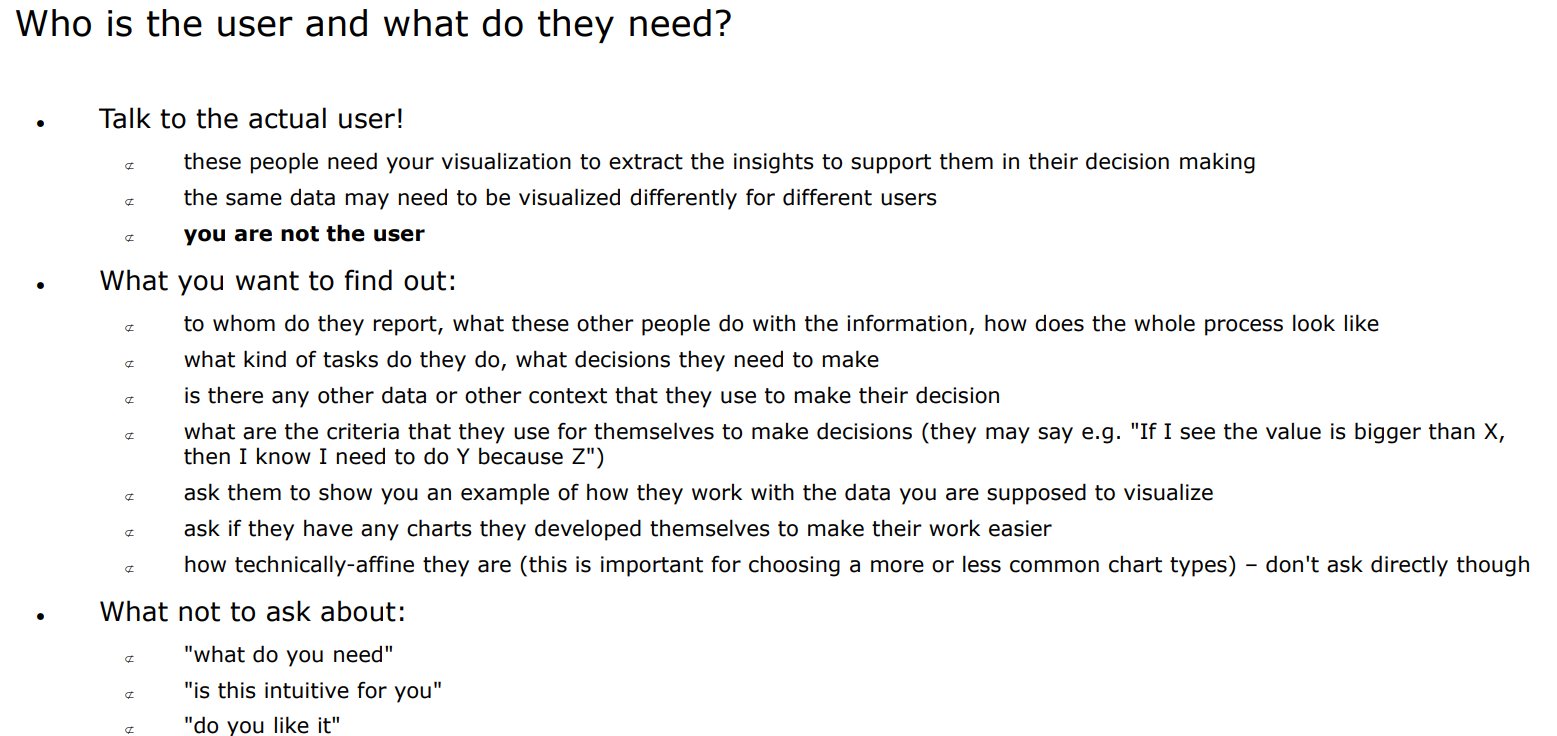 Who is the user and what do they need?
• Talk to the actual user!
⊄ these people need your visualization to extract the insights to support them in their decision making
⊄ the same data may need to be visualized differently for different users
⊄ you are not the user
• What you want to find out:
⊄ to whom do they report, what these other people do with the information, how does the whole process look like
⊄ what kind of tasks do they do, what decisions they need to make
⊄ is there any other data or other context that they use to make their decision
⊄ what are the criteria that they use for themselves to make decisions (they may say e.g. "If I see the value is bigger than X,
then I know I need to do Y because Z")
⊄ ask them to show you an example of how they work with the data you are supposed to visualize
⊄ ask if they have any charts they developed themselves to make their work easier
⊄ how technically-affine they are (this is important for choosing a more or less common chart types) – don't ask directly though
• What not to ask about:
⊄ "what do you need"
⊄ "is this intuitive for you"
⊄ "do you like it"